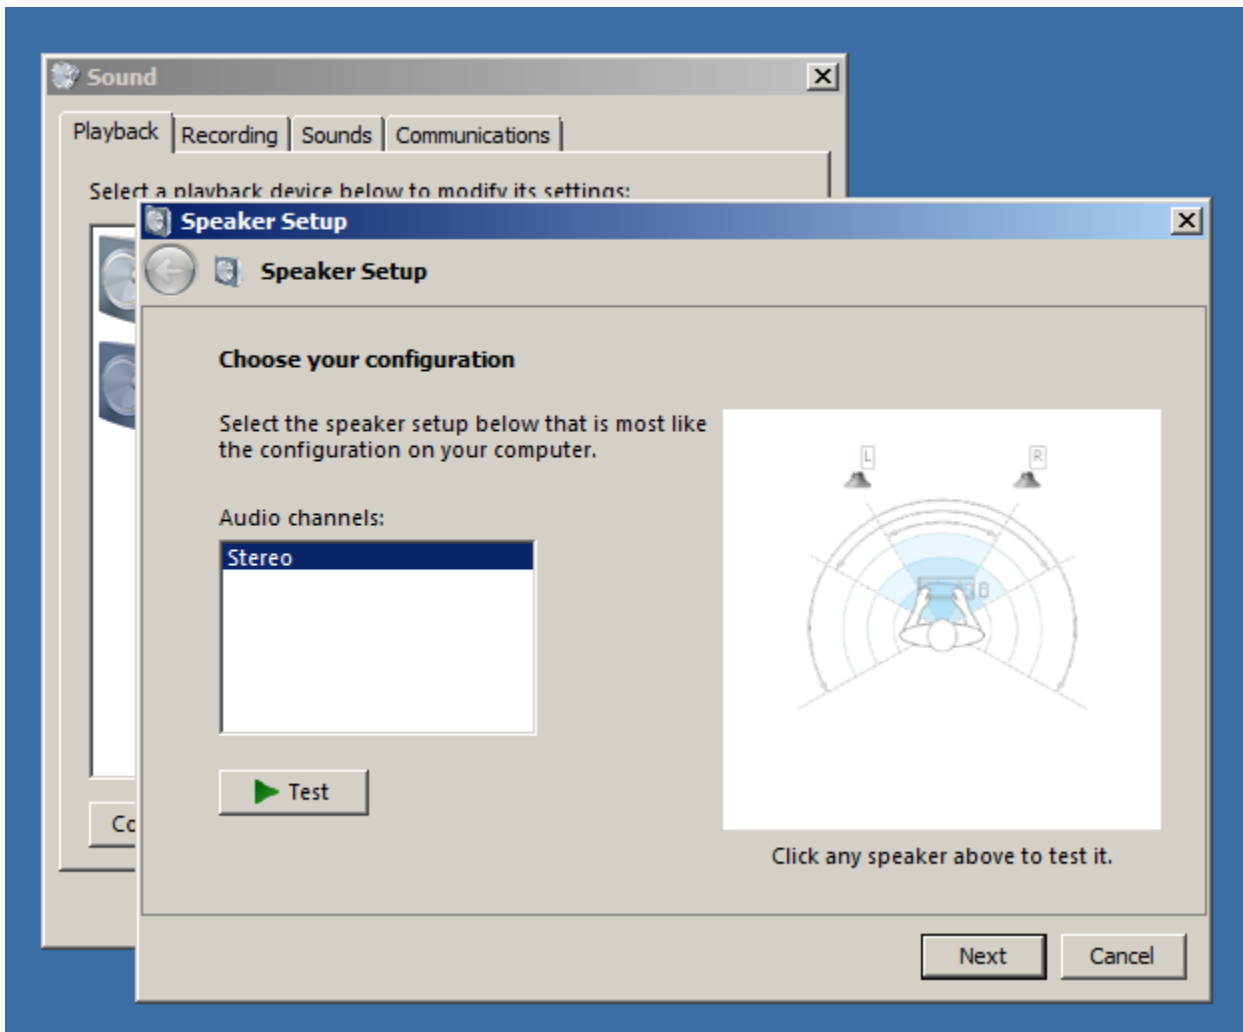 Sound
Playback Recording Sounds Communications
Select a playback device below to modify its settings:
Speaker Setup
Speaker Setup
Choose your configuration
Select the speaker setup below that is most like
the configuration on your computer.
L R
Audio channels:
Stereo
Test
Co
Click any speaker above to test it.
Next Cancel